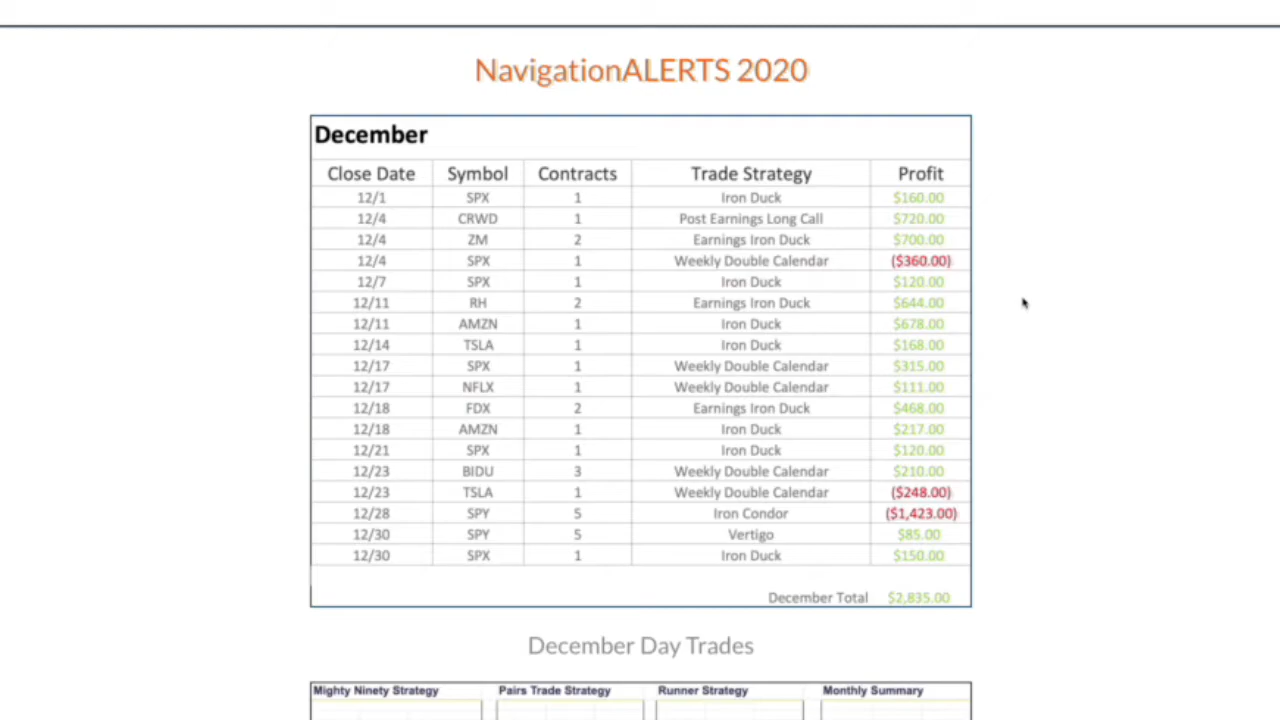 NavigationALERTS 2020
December
Close Date Symbol Contracts Trade Strategy Profit
12/1 SPX 1 Iron Duck $160.00
12/4 CRWD 1 Post Earnings Long Call $720.00
12/4 ZM 2 Earnings Iron Duck $700.00
12/4 SPX 1 Weekly Double Calendar ($360.00)
12/7 SPX 1 Iron Duck $120.00
12/11 RH 2 Earnings Iron Duck $644.00
12/11 AMZN 1 Iron Duck $678.00
12/14 TSLA 1 Iron Duck $168.00
12/17 SPX 1 Weekly Double Calendar $315.00
12/17 NFLX 1 Weekly Double Calendar $111.00
12/18 FDX 2 Earnings Iron Duck $468.00
12/18 AMZN 1 Iron Duck $217.00
12/21 SPX 1 Iron Duck $120.00
12/23 BIDU 3 Weekly Double Calendar $210.00
12/23 TSLA 1 Weekly Double Calendar ($248.00)
12/28 SPY 5 Iron Condor ($1,423.00)
12/30 SPY 5 Vertigo $85.00
12/30 SPX 1 Iron Duck $150.00
December Total $2,835.00
December Day Trades
Mighty Ninety Strategy Pairs Trade Strategy Runner Strategy Monthly Summary